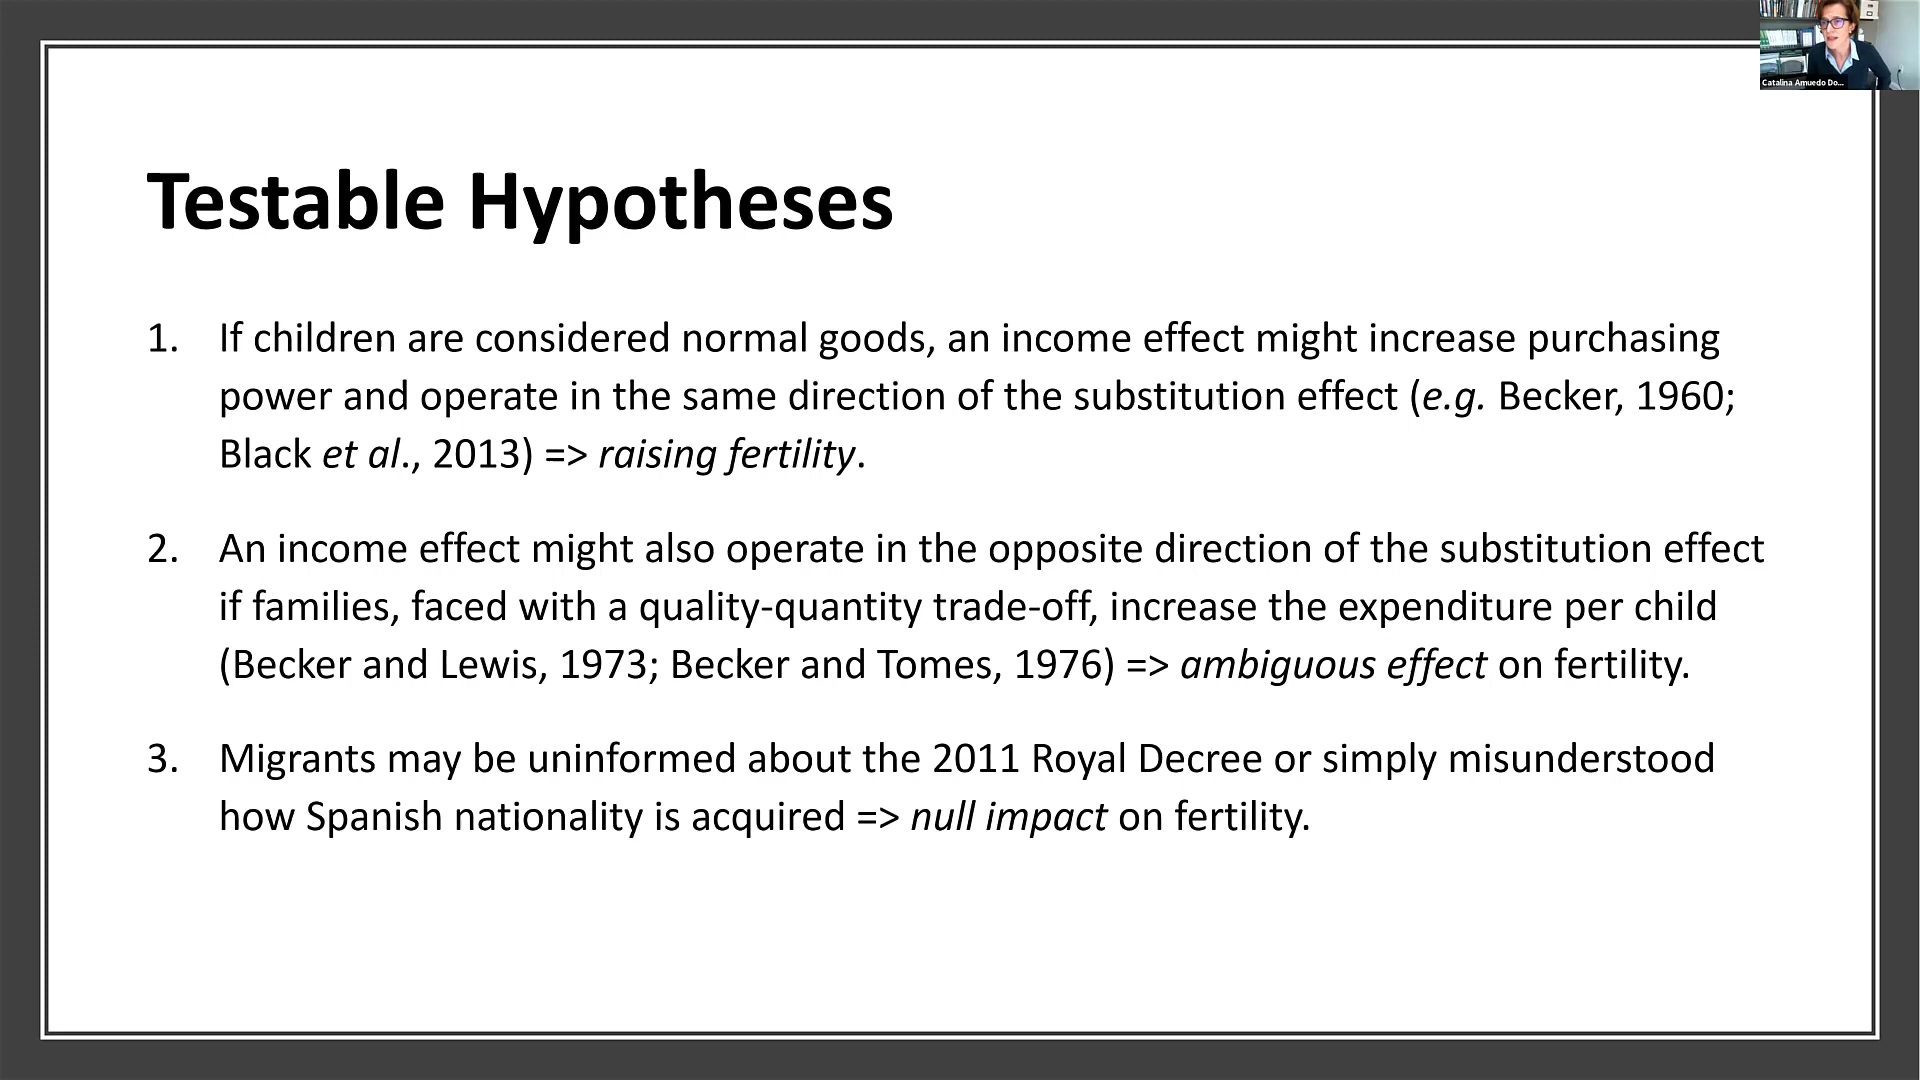 Catalina Amuedo Do...
Testable Hypotheses
1. If children are considered normal goods, an income effect might increase purchasing
power and operate in the same direction of the substitution effect (e.g. Becker, 1960;
Black et al., 2013) => raising fertility.
2. An income effect might also operate in the opposite direction of the substitution effect
if families, faced with a quality-quantity trade-off, increase the expenditure per child
(Becker and Lewis, 1973; Becker and Tomes, 1976) => ambiguous effect on fertility.
3. Migrants may be uninformed about the 2011 Royal Decree or simply misunderstood
how Spanish nationality is acquired => null impact on fertility.